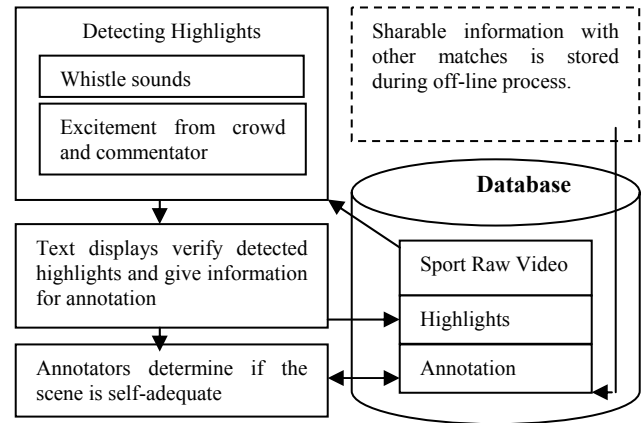 Detecting Highlights
Whistle sounds
Excitement from crowd
and commentator
Sharable information with
other matches is stored
during off-line process.
Text displays verify detected
highlights and give information
for annotation
Annotators determine if the
scene is self-adequate
Database
Sport Raw Video
Highlights
Annotation